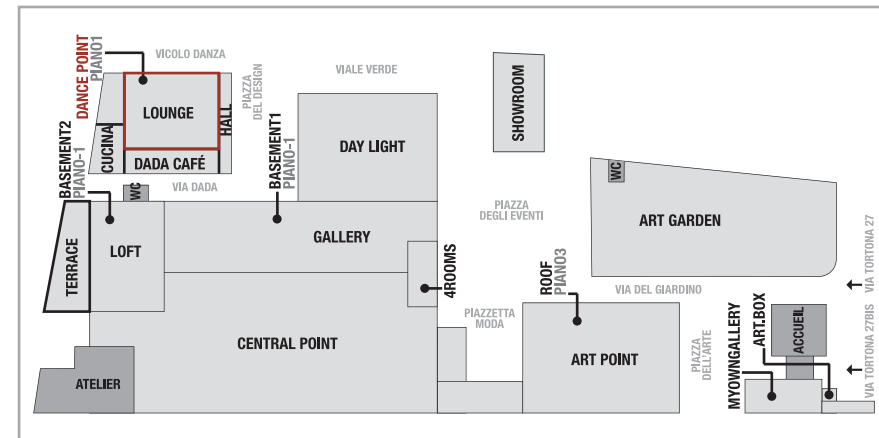 DANCE POINT
PIANO1
VICOLO DANZA
LOUNGE
HALL
CUCINA
DADA CAFÉ
PIAZZA
DEL DESIGN
VIALE VERDE
DAY LIGHT
SHOWROOM
BASEMENT2
PIANO-1
WC
VIA DADA
BASEMENT1
PIANO-1
TERRACE
LOFT
GALLERY
4ROOMS
PIAZZA
DEGLI EVENTI
WC
ART GARDEN
VIA TORTONA 27
ROOF
PIANO3
VIA DEL GIARDINO
PIAZZETTA
MODA
CENTRAL POINT
ART POINT
PIAZZA
DELL'ARTE
MYOWNGALLERY
ART.BOX
ACCUEIL
VIA TORTONA 27BIS
ATELIER